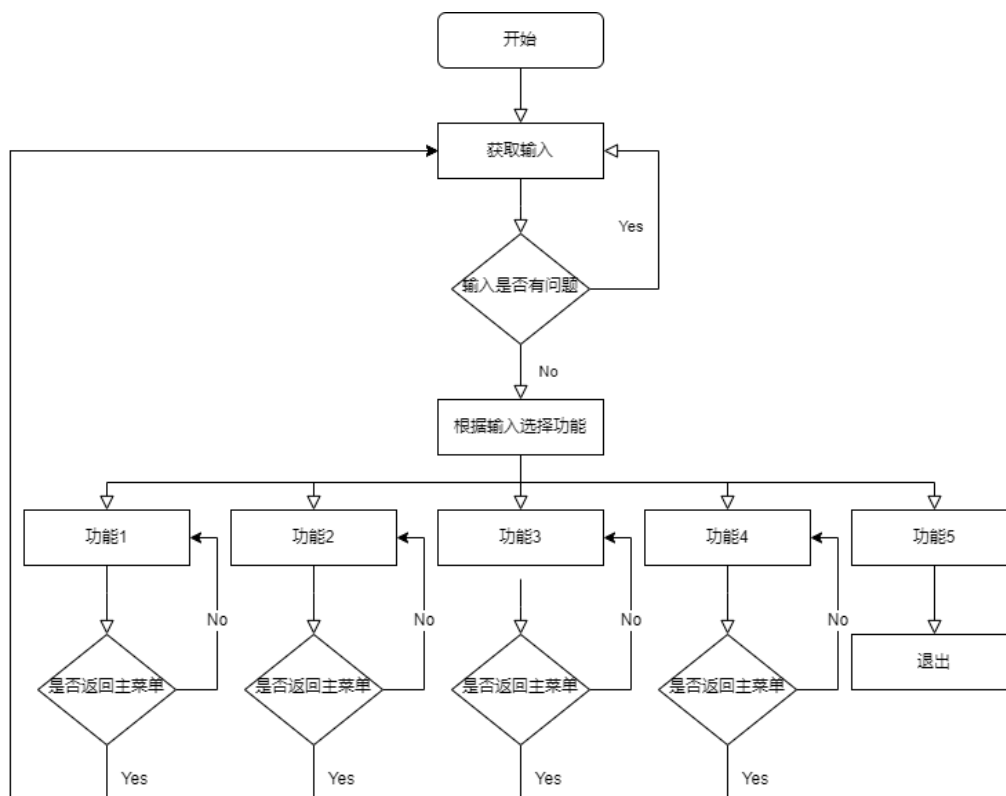 开始
获取输入
Yes
输入是否有问题
No
根据输入选择功能
功能1
功能2
功能3
功能4
功能5
No
No
No
No
是否返回主菜单
是否返回主菜单
是否返回主菜单
是否返回主菜单
退出
Yes
Yes
Yes
Yes